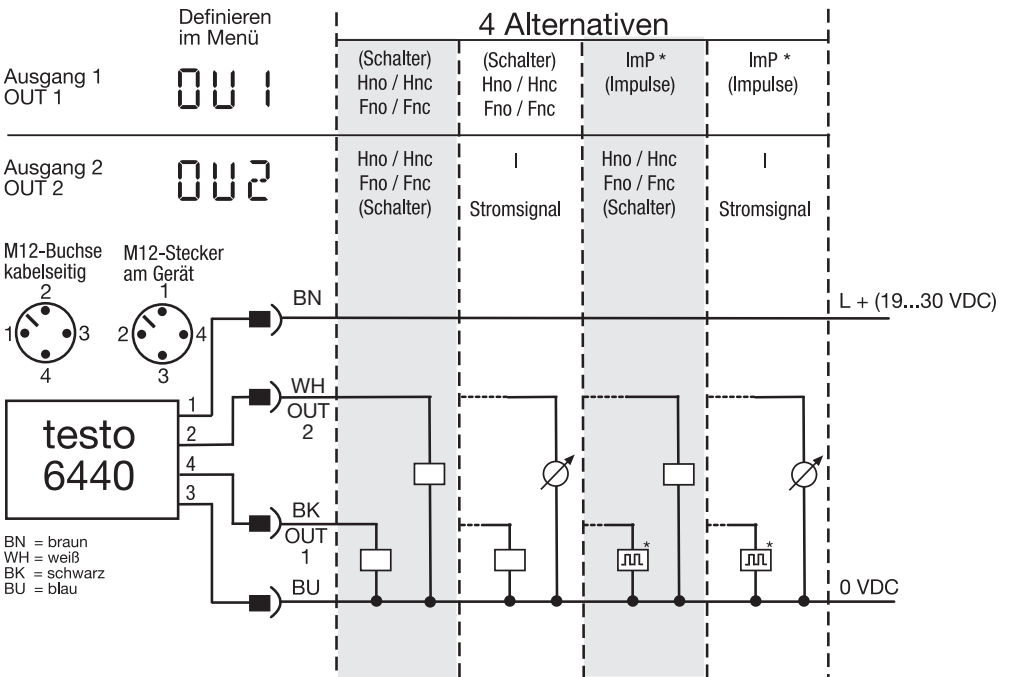 Definieren
im Menü
4 Alternativen
Ausgang 1
OUT 1
OU1
(Schalter)
Hno / Hnc
Fno / Fnc
(Schalter)
Hno / Hnc
Fno / Fnc
ImP *
(Impulse)
ImP *
(Impulse)
Ausgang 2
OUT 2
OU2
Hno / Hnc
Fno / Fnc
(Schalter)
I
Stromsignal
Hno / Hnc
Fno / Fnc
(Schalter)
I
Stromsignal
M12-Buchse
kabelseitig
2
1
3
4
M12-Stecker
am Gerät
1
2
4
3
BN
L + (19...30 VDC)
testo
6440
1
2
4
3
WH
OUT
2
BK
OUT
1
*
*
BU
0 VDC
BN = braun
WH = weiß
BK = schwarz
BU = blau